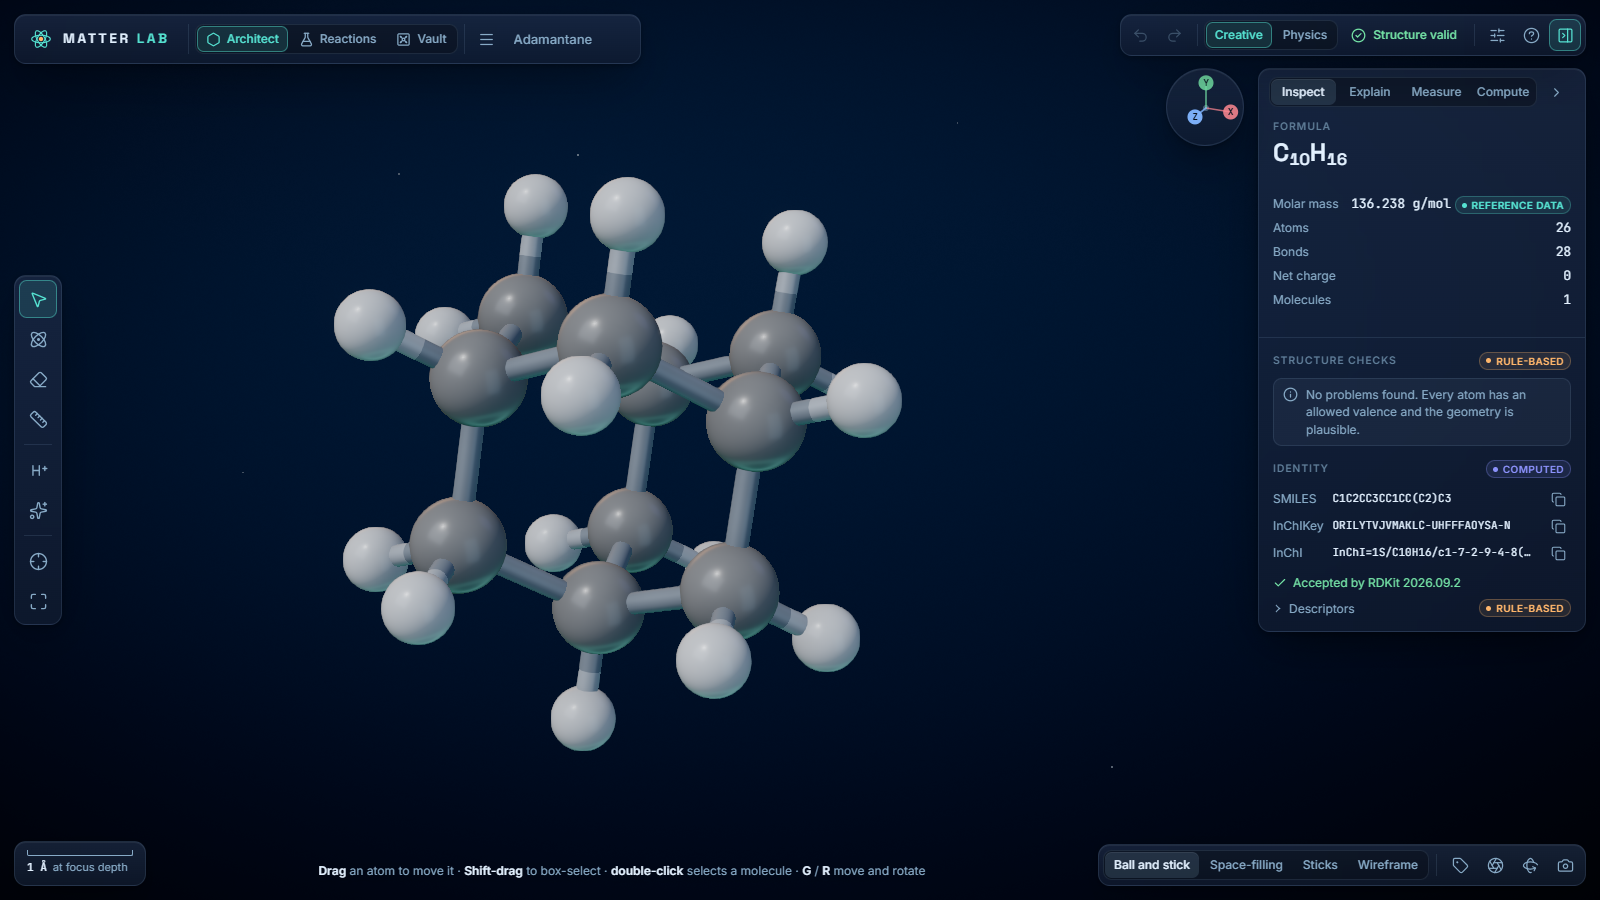 MATTER LAB
Architect
Reactions
Vault
Adamantane
Creative
Physics
Structure valid
Y
X
Z
Inspect
Explain
Measure
Compute
FORMULA
C₁₀H₁₆
Molar mass 136.238 g/mol REFERENCE DATA
Atoms 26
Bonds 28
Net charge 0
Molecules 1
STRUCTURE CHECKS RULE-BASED
No problems found. Every atom has an
allowed valence and the geometry is
plausible.
IDENTITY COMPUTED
SMILES C1C2CC3CC1CC(C2)C3
InChIKey ORILYTVJVMAKLC-UHFFFAOYSA-N
InChI InChI=1S/C10H16/c1-7-2-9-4-8(…
Accepted by RDKit 2026.09.2
Descriptors RULE-BASED
H+
1 Å at focus depth
Drag an atom to move it · Shift-drag to box-select · double-click selects a molecule · G / R move and rotate
Ball and stick
Space-filling
Sticks
Wireframe